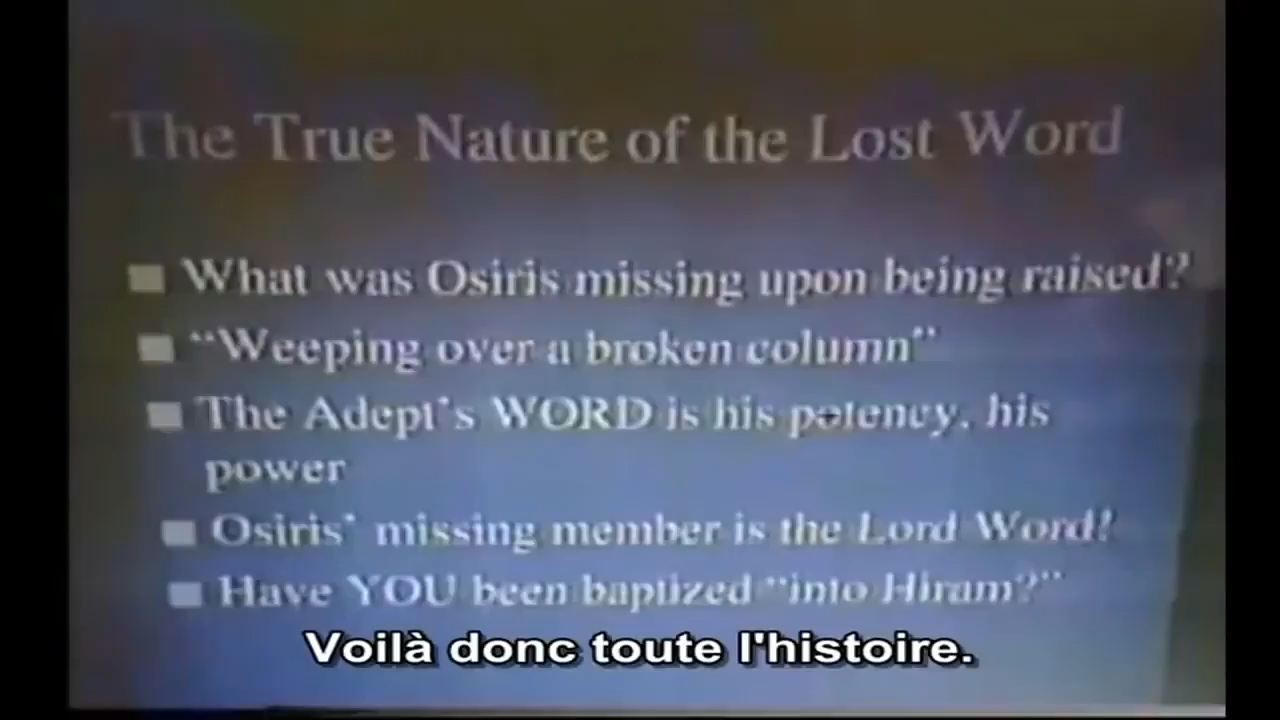 The True Nature of the Lost Word
What was Osiris missing upon being raised?
“Weeping over a broken column”
The Adept's WORD is his potency, his
power
Osiris' missing member is the Lord Word!
Have YOU been baptized “into Hiram?”
Voilà donc toute l'histoire.